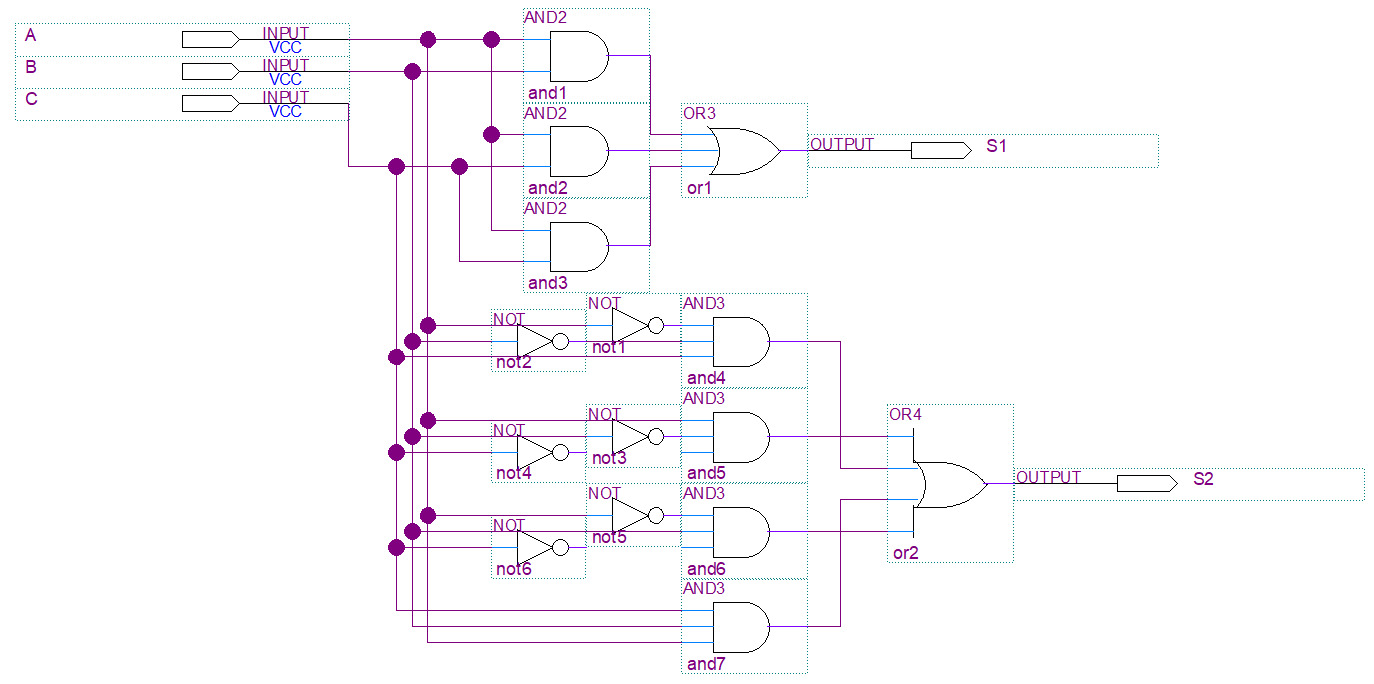 A
INPUT
VCC
B
INPUT
VCC
C
INPUT
VCC
AND2
and1
AND2
and2
AND2
and3
OR3
or1
OUTPUT
S1
NOT
not2
NOT
not1
AND3
and4
NOT
not4
NOT
not3
AND3
and5
NOT
not6
NOT
not5
AND3
and6
AND3
and7
OR4
or2
OUTPUT
S2